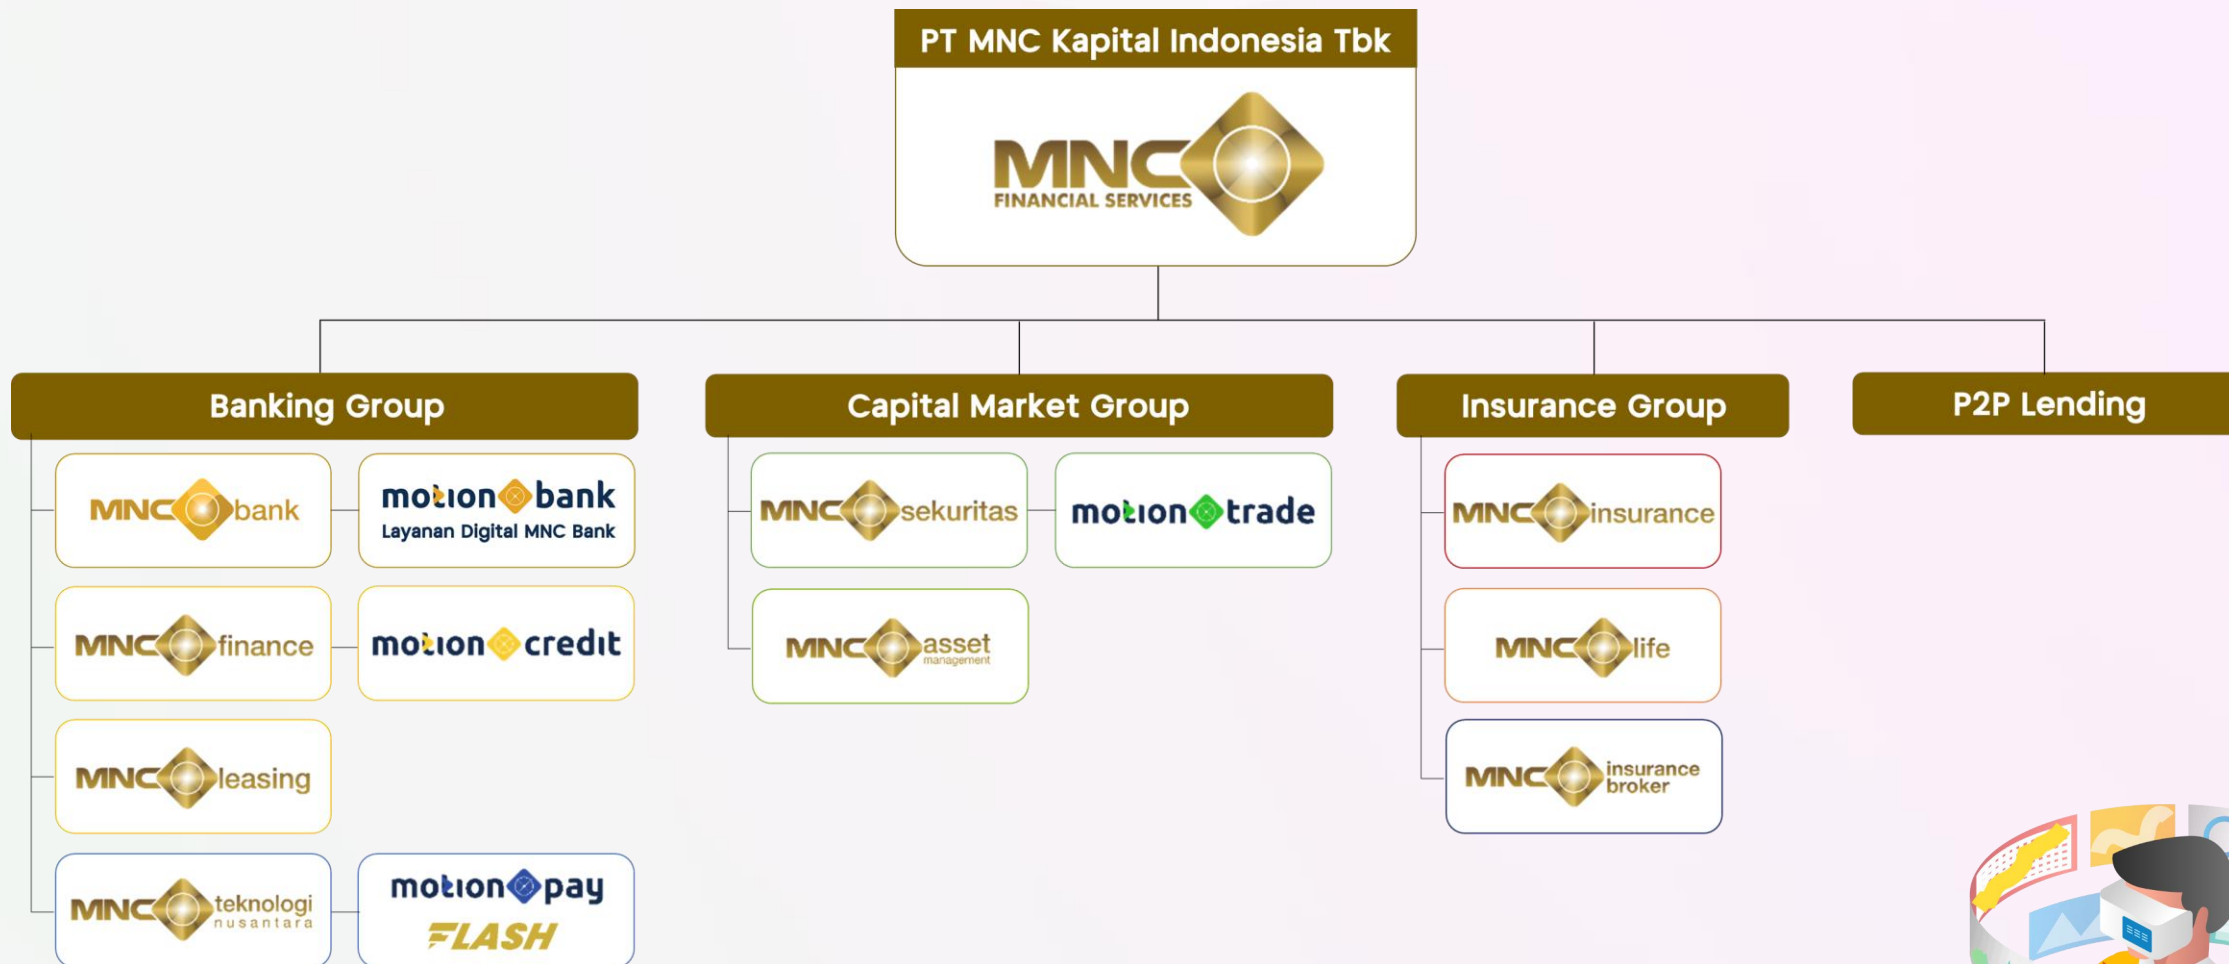 PT MNC Kapital Indonesia Tbk
MNC
FINANCIAL SERVICES
Banking Group
MNC bank
motion bank
Layanan Digital MNC Bank
MNC finance
motion credit
MNC leasing
MNC teknologi
nusantara
motion pay
FLASH
Capital Market Group
MNC sekuritas
motion trade
MNC asset
management
Insurance Group
MNC insurance
MNC life
MNC insurance
broker
P2P Lending